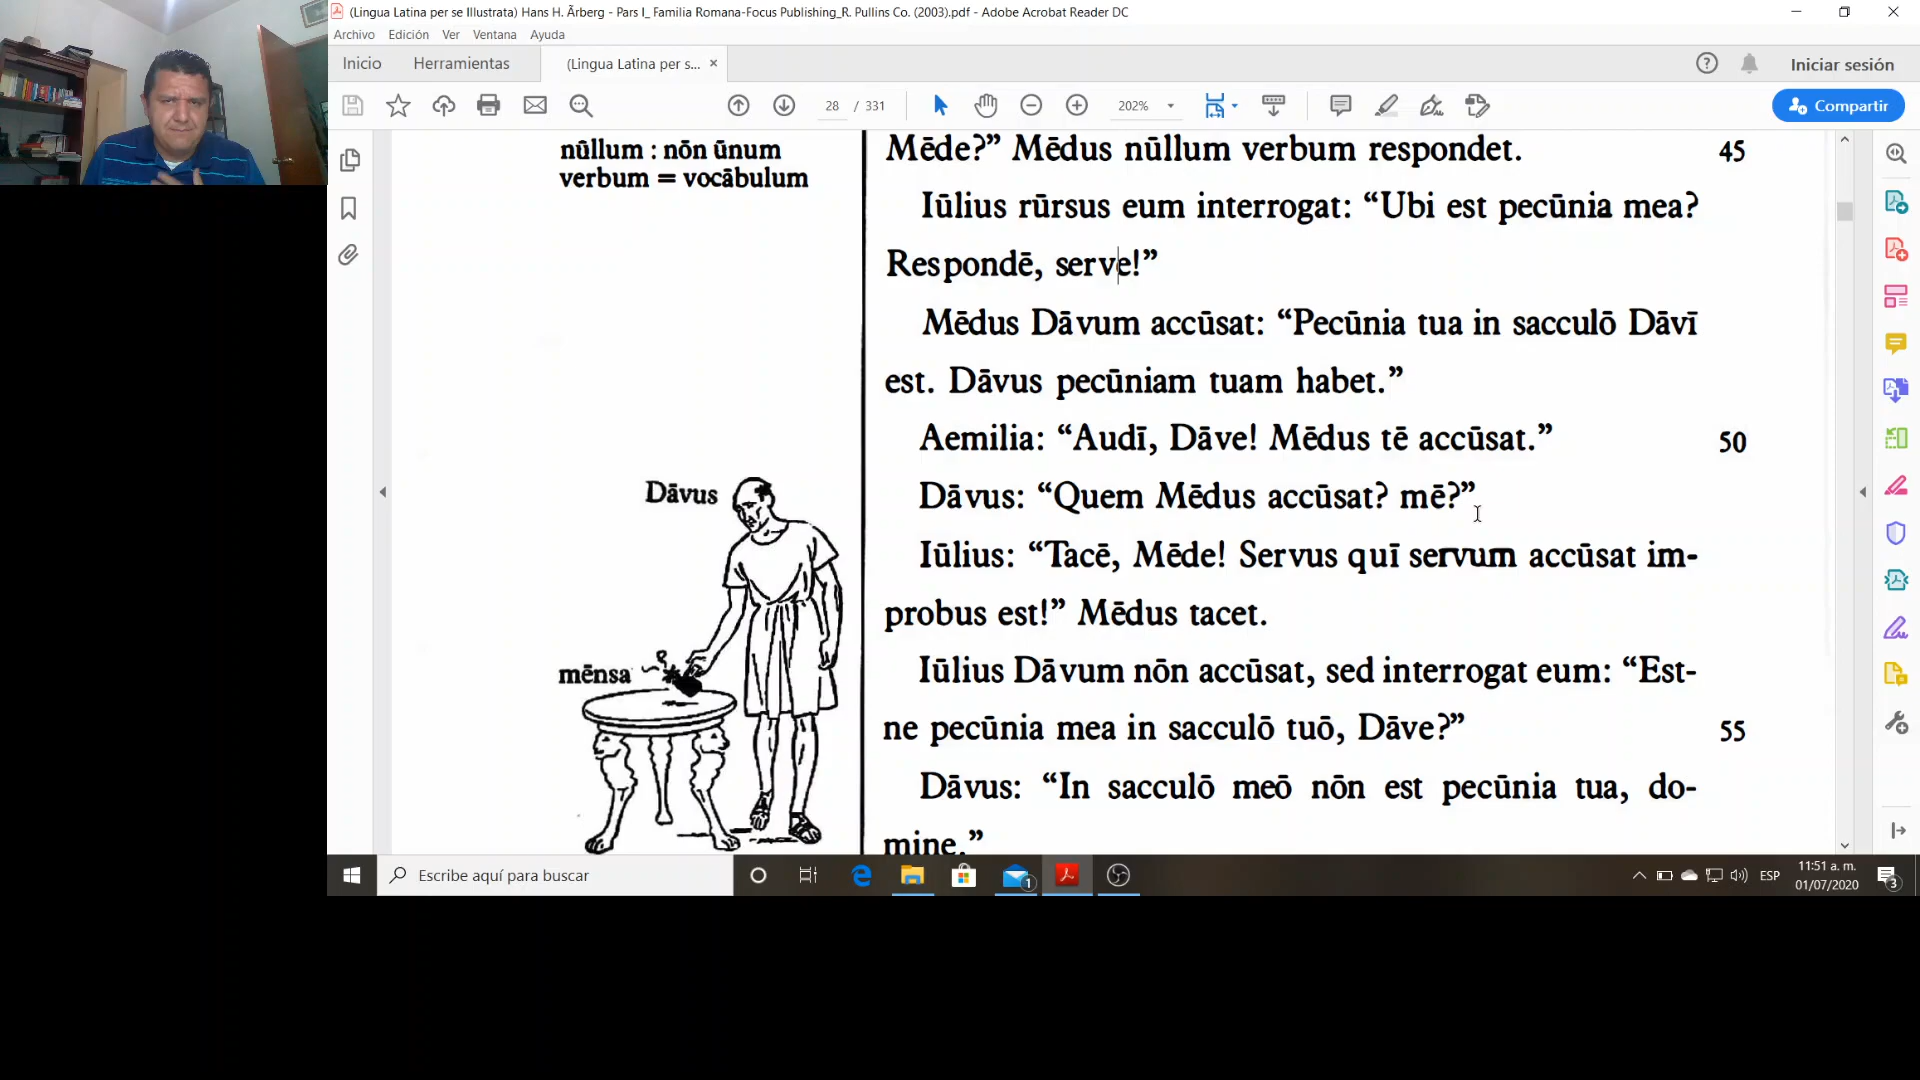 (Lingua Latina per se Illustrata) Hans H. Ãrberg - Pars I_ Familia Romana-Focus Publishing_R. Pullins Co. (2003).pdf - Adobe Acrobat Reader DC
Archivo Edición Ver Ventana Ayuda
Inicio Herramientas (Lingua Latina per s... × Iniciar sesión
28 / 331 202% Compartir
nūllum : nōn ūnum
verbum = vocābulum
Mēde?” Mēdus nūllum verbum respondet. 45
Iūlius rūrsus eum interrogat: “Ubi est pecūnia mea?
Respondē, serve!”
Mēdus Dāvum accūsat: “Pecūnia tua in sacculō Dāvī
est. Dāvus pecūniam tuam habet.”
Aemilia: “Audī, Dāve! Mēdus tē accūsat.” 50
Dāvus: “Quem Mēdus accūsat? mē?”
Iūlius: “Tacē, Mēde! Servus quī servum accūsat im-
probus est!” Mēdus tacet.
Iūlius Dāvum nōn accūsat, sed interrogat eum: “Est-
ne pecūnia mea in sacculō tuō, Dāve?” 55
Dāvus: “In sacculō meō nōn est pecūnia tua, do-
mine.”
Dāvus
mēnsa
Escribe aquí para buscar
1
ESP
11:51 a. m.
01/07/2020
3